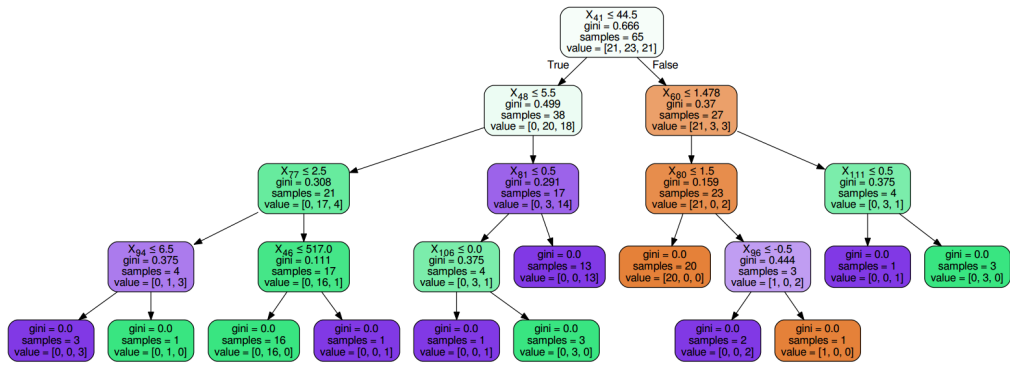 X41 ≤ 44.5
gini = 0.666
samples = 65
value = [21, 23, 21]
True
False
X48 ≤ 5.5
gini = 0.499
samples = 38
value = [0, 20, 18]
X60 ≤ 1.478
gini = 0.37
samples = 27
value = [21, 3, 3]
X77 ≤ 2.5
gini = 0.308
samples = 21
value = [0, 17, 4]
X81 ≤ 0.5
gini = 0.291
samples = 17
value = [0, 3, 14]
X80 ≤ 1.5
gini = 0.159
samples = 23
value = [21, 0, 2]
X111 ≤ 0.5
gini = 0.375
samples = 4
value = [0, 3, 1]
X94 ≤ 6.5
gini = 0.375
samples = 4
value = [0, 1, 3]
X46 ≤ 517.0
gini = 0.111
samples = 17
value = [0, 16, 1]
X106 ≤ 0.0
gini = 0.375
samples = 4
value = [0, 3, 1]
gini = 0.0
samples = 13
value = [0, 0, 13]
gini = 0.0
samples = 20
value = [20, 0, 0]
X96 ≤ -0.5
gini = 0.444
samples = 3
value = [1, 0, 2]
gini = 0.0
samples = 1
value = [0, 0, 1]
gini = 0.0
samples = 3
value = [0, 3, 0]
gini = 0.0
samples = 3
value = [0, 0, 3]
gini = 0.0
samples = 1
value = [0, 1, 0]
gini = 0.0
samples = 16
value = [0, 16, 0]
gini = 0.0
samples = 1
value = [0, 0, 1]
gini = 0.0
samples = 1
value = [0, 0, 1]
gini = 0.0
samples = 3
value = [0, 3, 0]
gini = 0.0
samples = 2
value = [0, 0, 2]
gini = 0.0
samples = 1
value = [1, 0, 0]